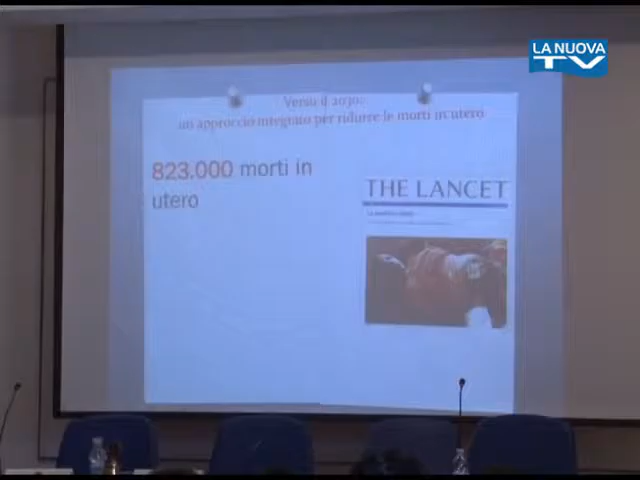 LA NUOVA
TV
Verso il 2030:
un approccio integrato per ridurre le morti in utero
823.000 morti in
utero
THE LANCET